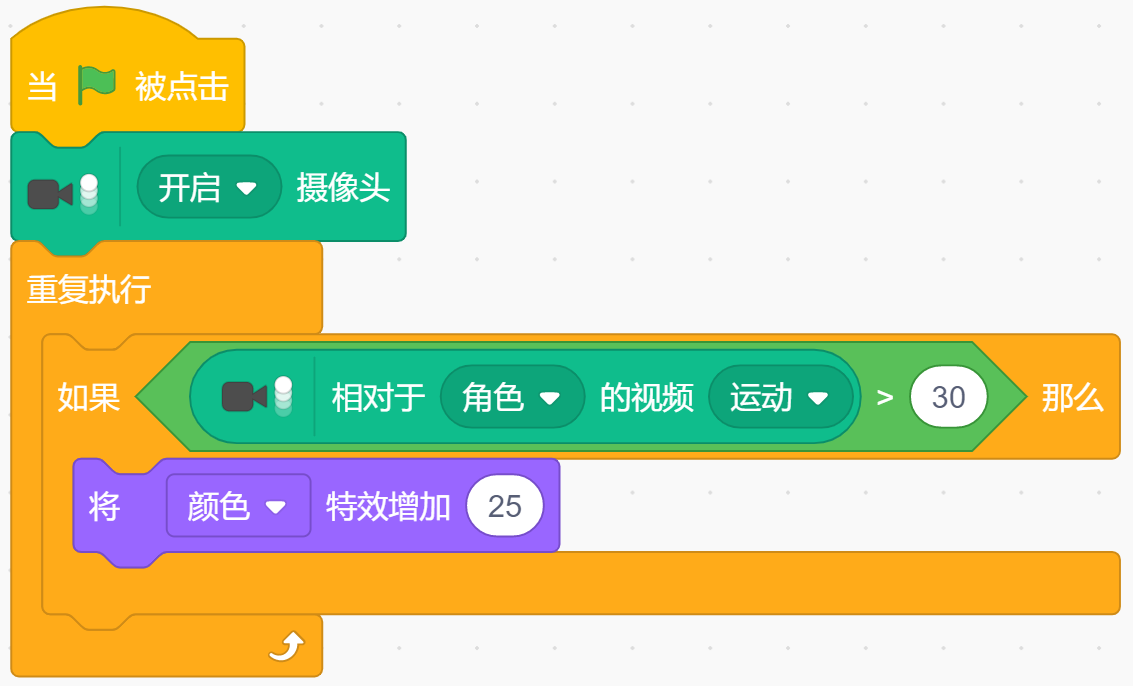 当 被点击
开启 摄像头
重复执行
如果 相对于 角色 的视频 运动 > 30 那么
将 颜色 特效增加 25